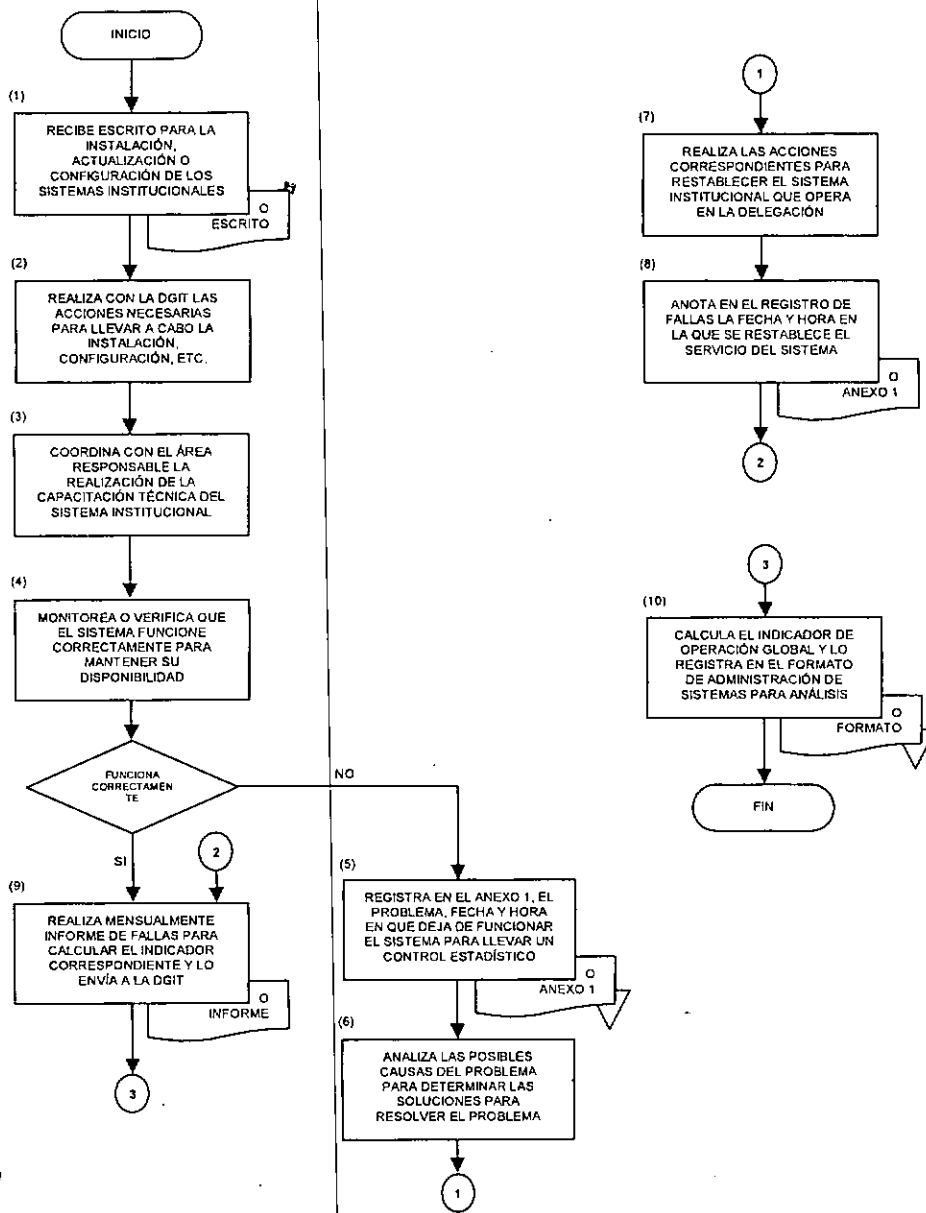 INICIO
(1)
RECIBE ESCRITO PARA LA
INSTALACIÓN,
ACTUALIZACIÓN O
CONFIGURACIÓN DE LOS
SISTEMAS INSTITUCIONALES
O
ESCRITO
(2)
REALIZA CON LA DGIT LAS
ACCIONES NECESARIAS
PARA LLEVAR A CABO LA
INSTALACIÓN,
CONFIGURACIÓN, ETC.
(3)
COORDINA CON EL ÁREA
RESPONSABLE LA
REALIZACIÓN DE LA
CAPACITACIÓN TÉCNICA DEL
SISTEMA INSTITUCIONAL
(4)
MONITOREA O VERIFICA QUE
EL SISTEMA FUNCIONE
CORRECTAMENTE PARA
MANTENER SU
DISPONIBILIDAD
FUNCIONA
CORRECTAMEN
TE
NO
SI
2
(9)
REALIZA MENSUALMENTE
INFORME DE FALLAS PARA
CALCULAR EL INDICADOR
CORRESPONDIENTE Y LO
ENVÍA A LA DGIT
O
INFORME
3
(5)
REGISTRA EN EL ANEXO 1, EL
PROBLEMA, FECHA Y HORA
EN QUE DEJA DE FUNCIONAR
EL SISTEMA PARA LLEVAR UN
CONTROL ESTADÍSTICO
O
ANEXO 1
(6)
ANALIZA LAS POSIBLES
CAUSAS DEL PROBLEMA
PARA DETERMINAR LAS
SOLUCIONES PARA
RESOLVER EL PROBLEMA
1
1
(7)
REALIZA LAS ACCIONES
CORRESPONDIENTES PARA
RESTABLECER EL SISTEMA
INSTITUCIONAL QUE OPERA
EN LA DELEGACIÓN
(8)
ANOTA EN EL REGISTRO DE
FALLAS LA FECHA Y HORA EN
LA QUE SE RESTABLECE EL
SERVICIO DEL SISTEMA
O
ANEXO 1
2
3
(10)
CALCULA EL INDICADOR DE
OPERACIÓN GLOBAL Y LO
REGISTRA EN EL FORMATO
DE ADMINISTRACIÓN DE
SISTEMAS PARA ANÁLISIS
O
FORMATO
FIN